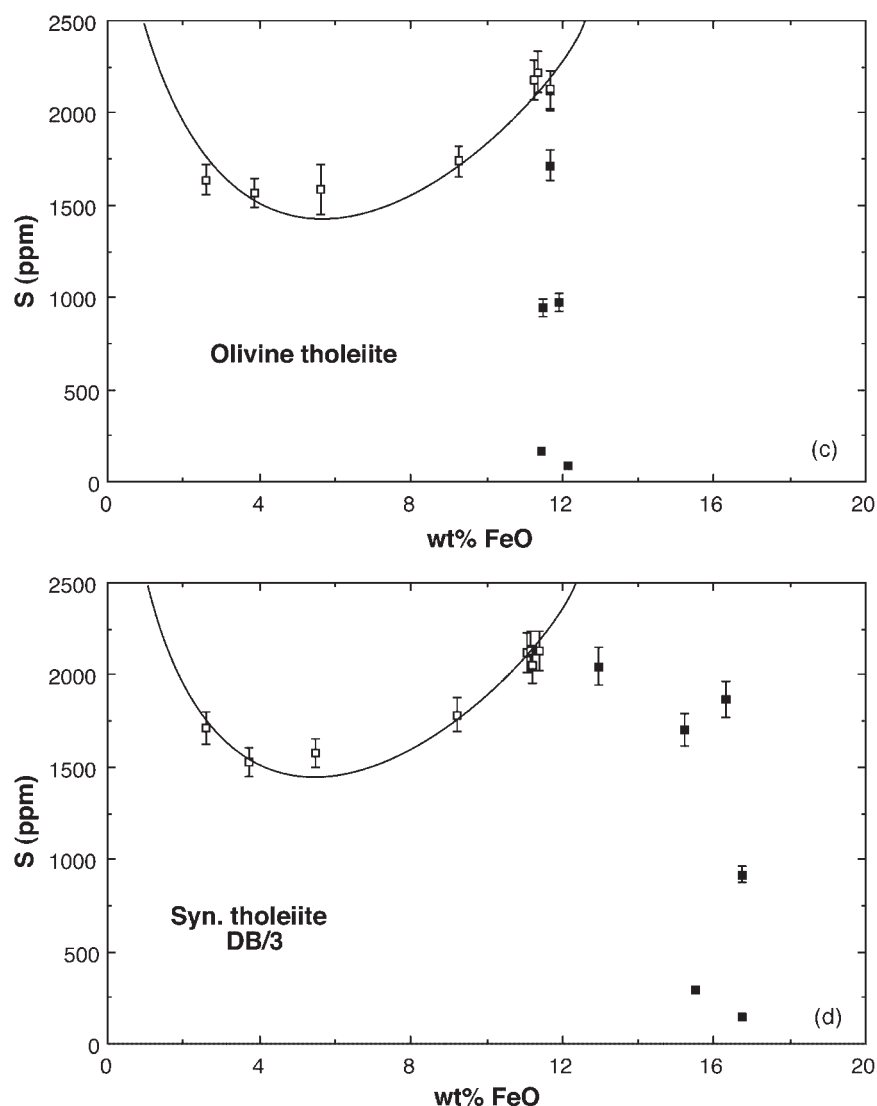 2500
2000
1500
1000
500
0
S (ppm)
Olivine tholeiite
(c)
0 4 8 12 16 20
wt% FeO
2500
2000
1500
1000
500
0
S (ppm)
Syn. tholeiite
DB/3
(d)
0 4 8 12 16 20
wt% FeO